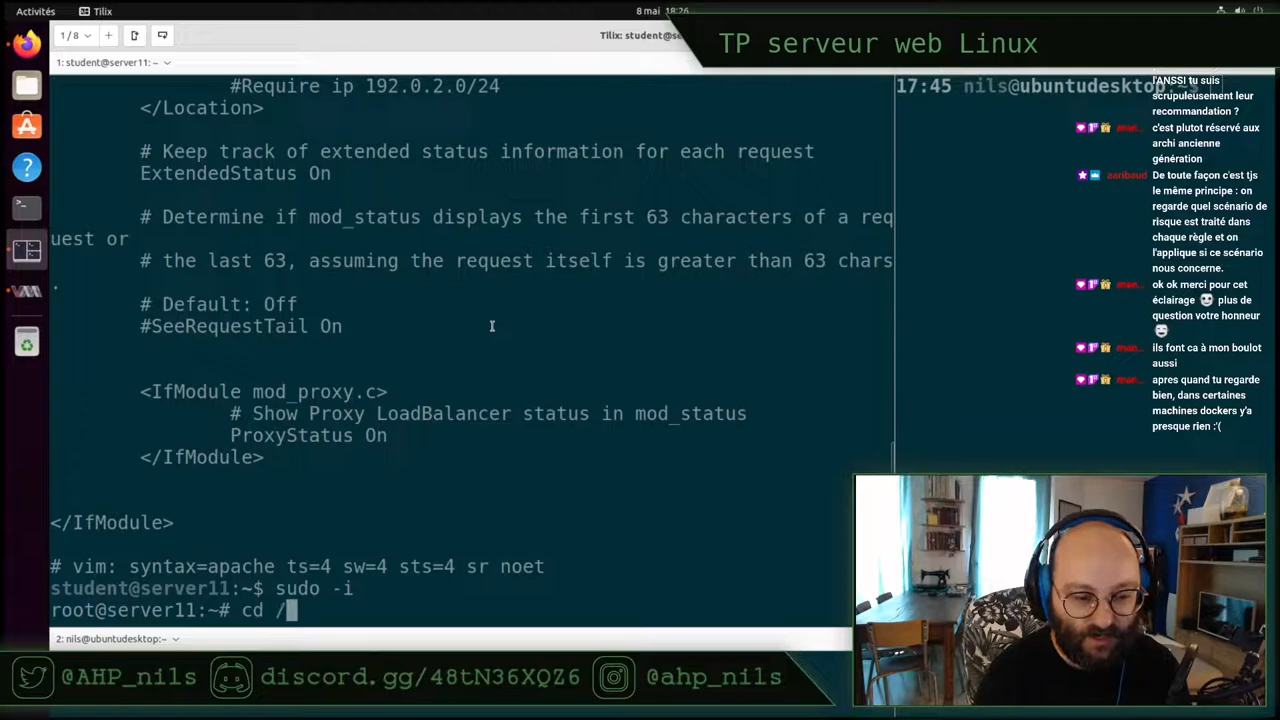 Activités
Tilix
8 mai 18:26
1/8
Tilix: student@se
TP serveur web Linux
1: student@server11: ~
#Require ip 192.0.2.0/24
</Location>
# Keep track of extended status information for each request
ExtendedStatus On
# Determine if mod_status displays the first 63 characters of a req
uest or
# the last 63, assuming the request itself is greater than 63 chars
.
# Default: Off
#SeeRequestTail On
<IfModule mod_proxy.c>
# Show Proxy LoadBalancer status in mod_status
ProxyStatus On
</IfModule>
</IfModule>
# vim: syntax=apache ts=4 sw=4 sts=4 sr noet
student@server11:~$ sudo -i
root@server11:~# cd /
2: nils@ubuntudesktop:~
17:45 nils@ubuntudesktop:~$
l'ANSSI tu suis
scrupuleusement leur
recommandation ?
man... c'est plutot réservé aux
archi ancienne
génération
aaribaud De toute façon c'est tjs
le même principe : on
regarde quel scénario de
risque est traité dans
chaque règle et on
l'applique si ce scénario
nous concerne.
man... ok ok merci pour cet
éclairage plus de
question votre honneur
man... ils font ca à mon boulot
aussi
man... apres quand tu regarde
bien, dans certaines
machines dockers y'a
presque rien :'(
@AHP_nils
discord.gg/48tN36XQZ6
@ahp_nils